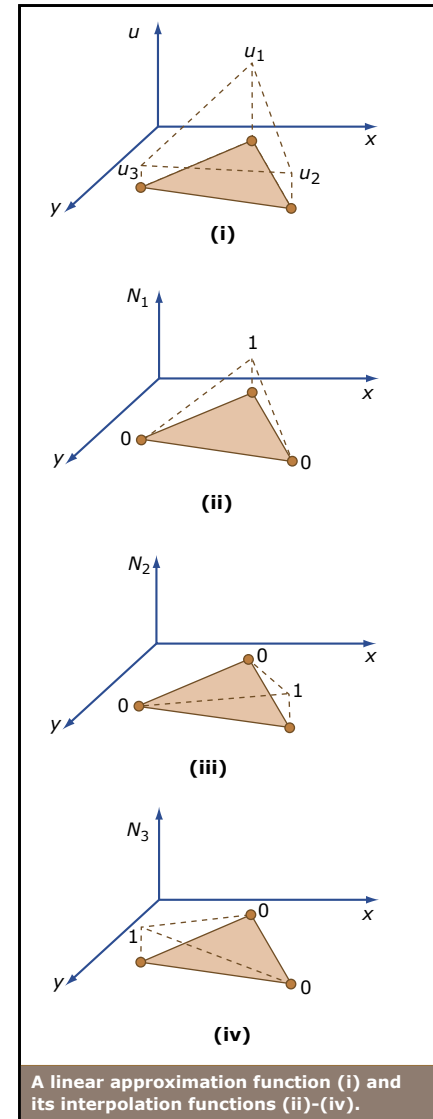 u
u1
x
u3
u2
y
(i)
N1
1
x
0
0
y
(ii)
N2
0
x
1
0
y
(iii)
N3
0
x
1
0
y
(iv)
A linear approximation function (i) and
its interpolation functions (ii)-(iv).